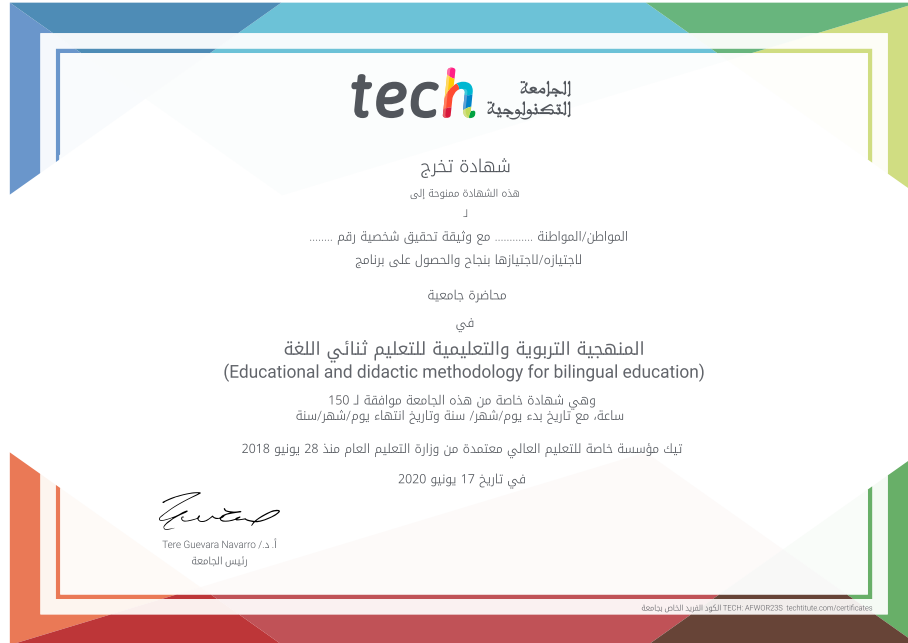 tech الجامعة
التكنولوجية
شهادة تخرج
هذه الشهادة ممنوحة إلى
لـ
المواطن/المواطنة ............. مع وثيقة تحقيق شخصية رقم ........
لاجتيازه/لاجتيازها بنجاح والحصول على برنامج
محاضرة جامعية
في
المنهجية التربوية والتعليمية للتعليم ثنائي اللغة
(Educational and didactic methodology for bilingual education)
وهي شهادة خاصة من هذه الجامعة موافقة لـ 150
ساعة، مع تاريخ بدء يوم/شهر/ سنة وتاريخ انتهاء يوم/شهر/سنة
تيك مؤسسة خاصة للتعليم العالي معتمدة من وزارة التعليم العام منذ 28 يونيو 2018
في تاريخ 17 يونيو 2020
أ. د./ Tere Guevara Navarro
رئيس الجامعة
الكود الفريد الخاص بجامعة TECH: AFWOR23S techtitute.com/certificates